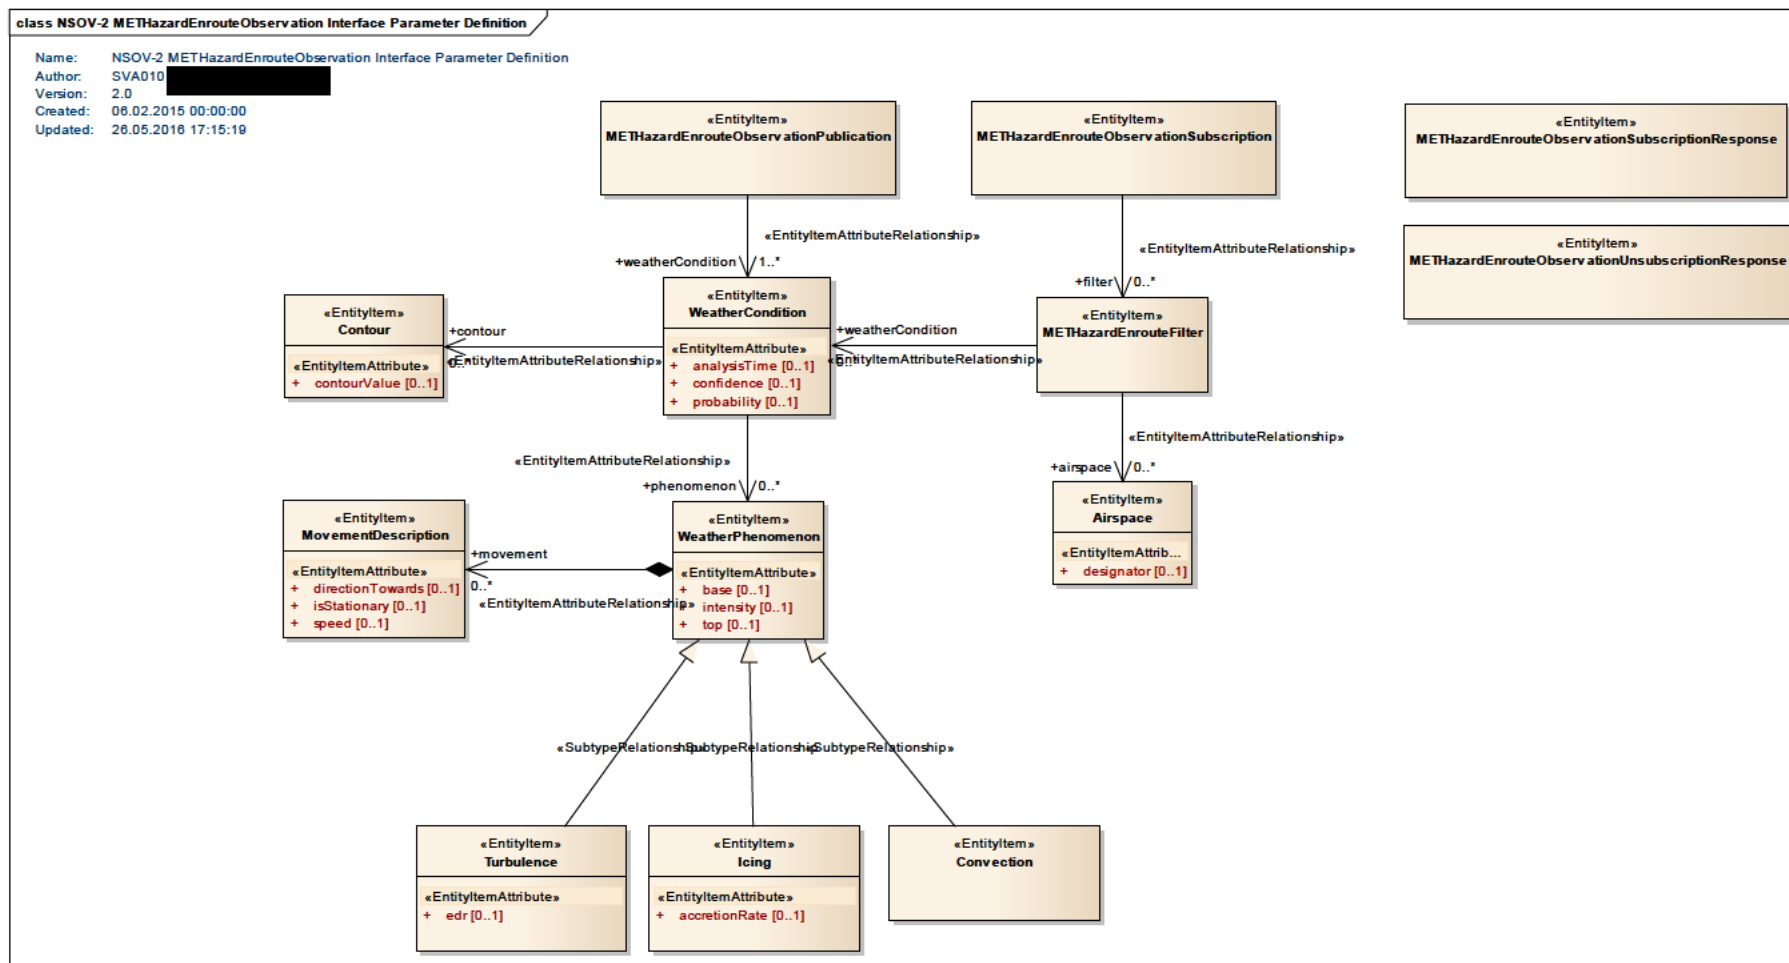 class NSOV-2 METHazardEnrouteObservation Interface Parameter Definition
Name: NSOV-2 METHazardEnrouteObservation Interface Parameter Definition
Author: SVA010
Version: 2.0
Created: 06.02.2015 00:00:00
Updated: 26.05.2016 17:15:19
«EntityItem»
METHazardEnrouteObservationPublication
«EntityItem»
METHazardEnrouteObservationSubscription
«EntityItem»
METHazardEnrouteObservationSubscriptionResponse
«EntityItem»
METHazardEnrouteObservationUnsubscriptionResponse
«EntityItemAttributeRelationship»
+weatherCondition 1..*
«EntityItemAttributeRelationship»
+filter 0..*
«EntityItem»
Contour
«EntityItemAttribute»
+ contourValue [0..1]
+contour
0..*
«EntityItemAttributeRelationship»
«EntityItem»
WeatherCondition
«EntityItemAttribute»
+ analysisTime [0..1]
+ confidence [0..1]
+ probability [0..1]
+weatherCondition
0..*
«EntityItemAttributeRelationship»
«EntityItem»
METHazardEnrouteFilter
«EntityItemAttributeRelationship»
+phenomenon 0..*
«EntityItemAttributeRelationship»
+airspace 0..*
«EntityItem»
MovementDescription
«EntityItemAttribute»
+ directionTowards [0..1]
+ isStationary [0..1]
+ speed [0..1]
+movement
0..*
«EntityItemAttributeRelationship»
«EntityItem»
WeatherPhenomenon
«EntityItemAttribute»
+ base [0..1]
+ intensity [0..1]
+ top [0..1]
«EntityItem»
Airspace
«EntityItemAttrib...
+ designator [0..1]
«SubtypeRelationship»
«SubtypeRelationship»
«SubtypeRelationship»
«EntityItem»
Turbulence
«EntityItemAttribute»
+ edr [0..1]
«EntityItem»
Icing
«EntityItemAttribute»
+ accretionRate [0..1]
«EntityItem»
Convection